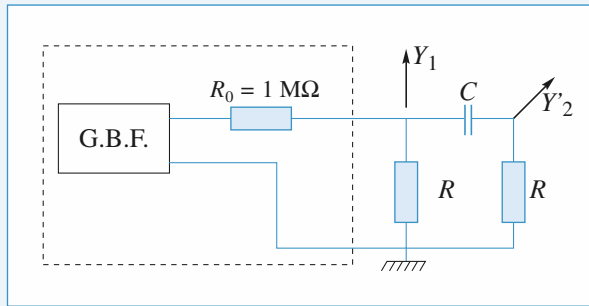 Y₁
R₀ = 1 MΩ
C
Y'₂
G.B.F.
R
R